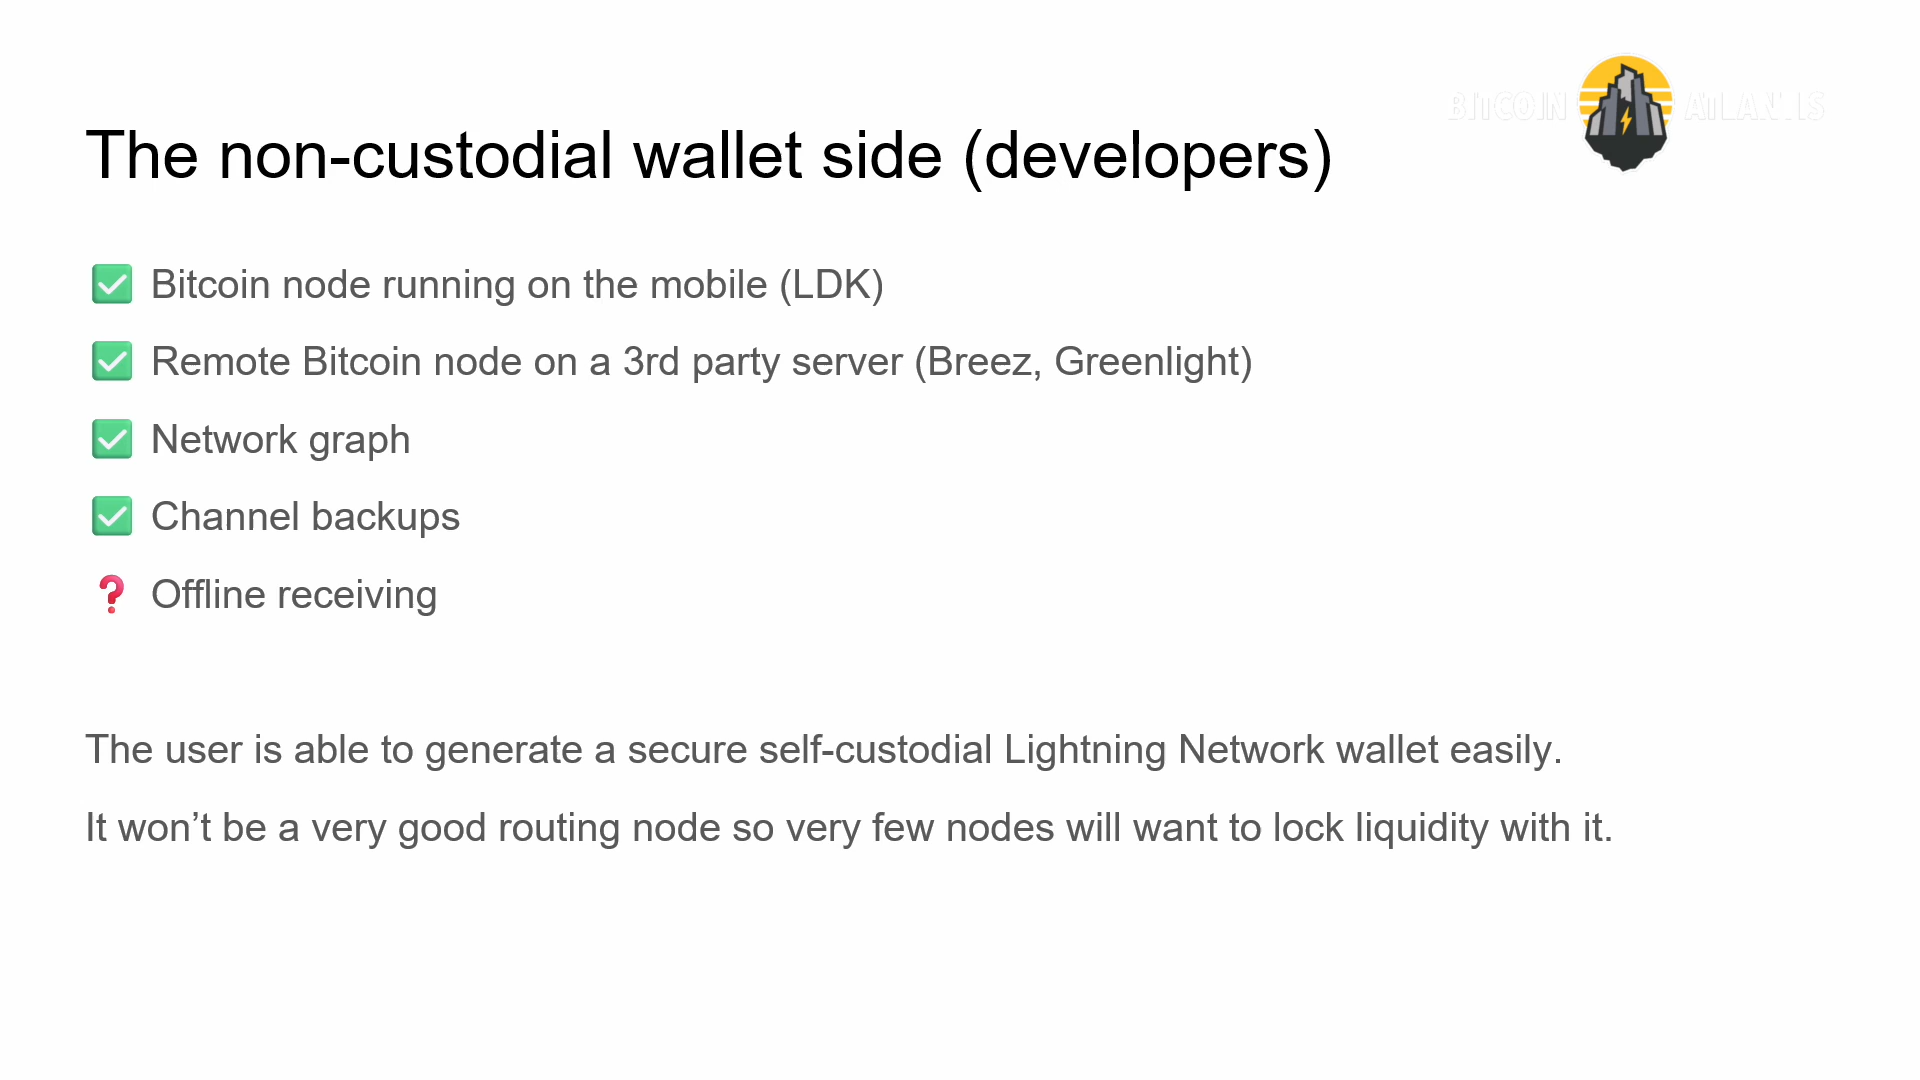 BITCOIN ATLANTIS
The non-custodial wallet side (developers)
✅ Bitcoin node running on the mobile (LDK)
✅ Remote Bitcoin node on a 3rd party server (Breez, Greenlight)
✅ Network graph
✅ Channel backups
❓ Offline receiving
The user is able to generate a secure self-custodial Lightning Network wallet easily.
It won’t be a very good routing node so very few nodes will want to lock liquidity with it.